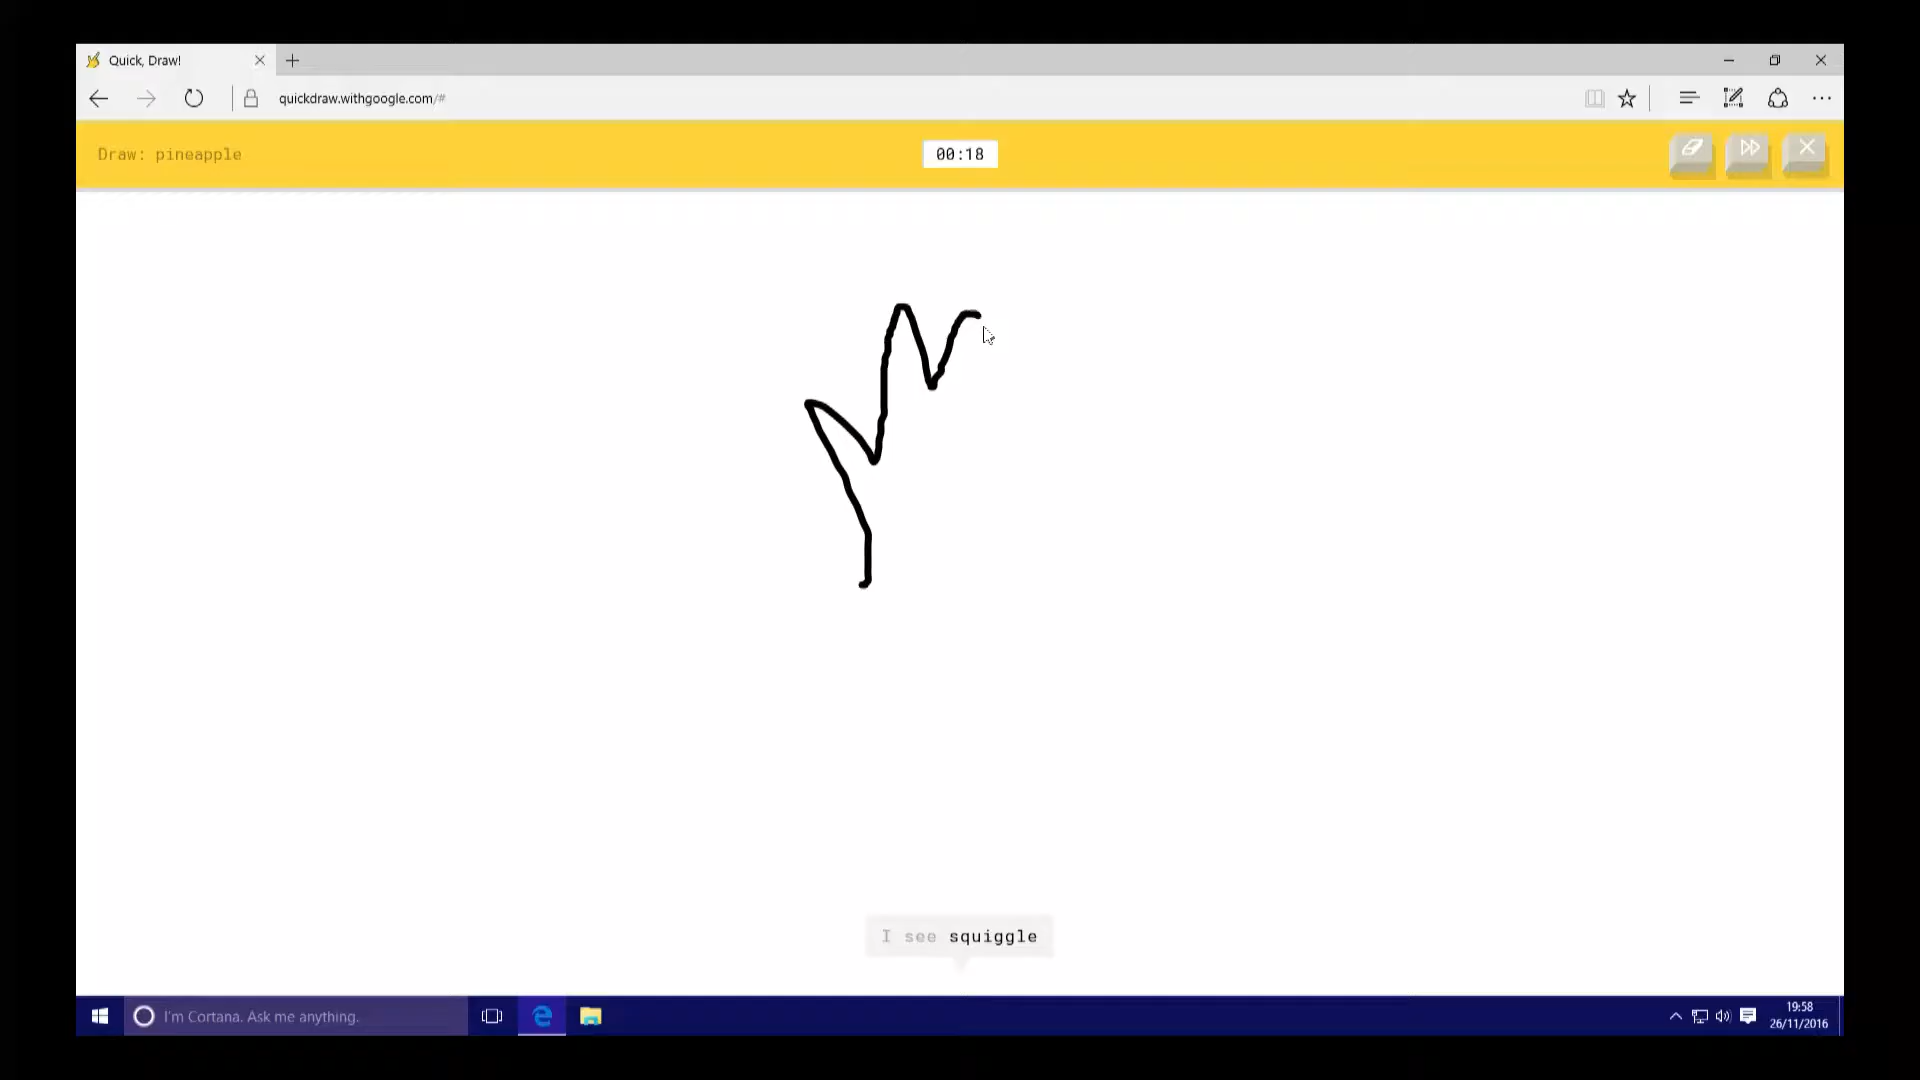 Quick, Draw!
quickdraw.withgoogle.com/#
Draw: pineapple
00:18
I see squiggle
I'm Cortana. Ask me anything.
19:58
26/11/2016